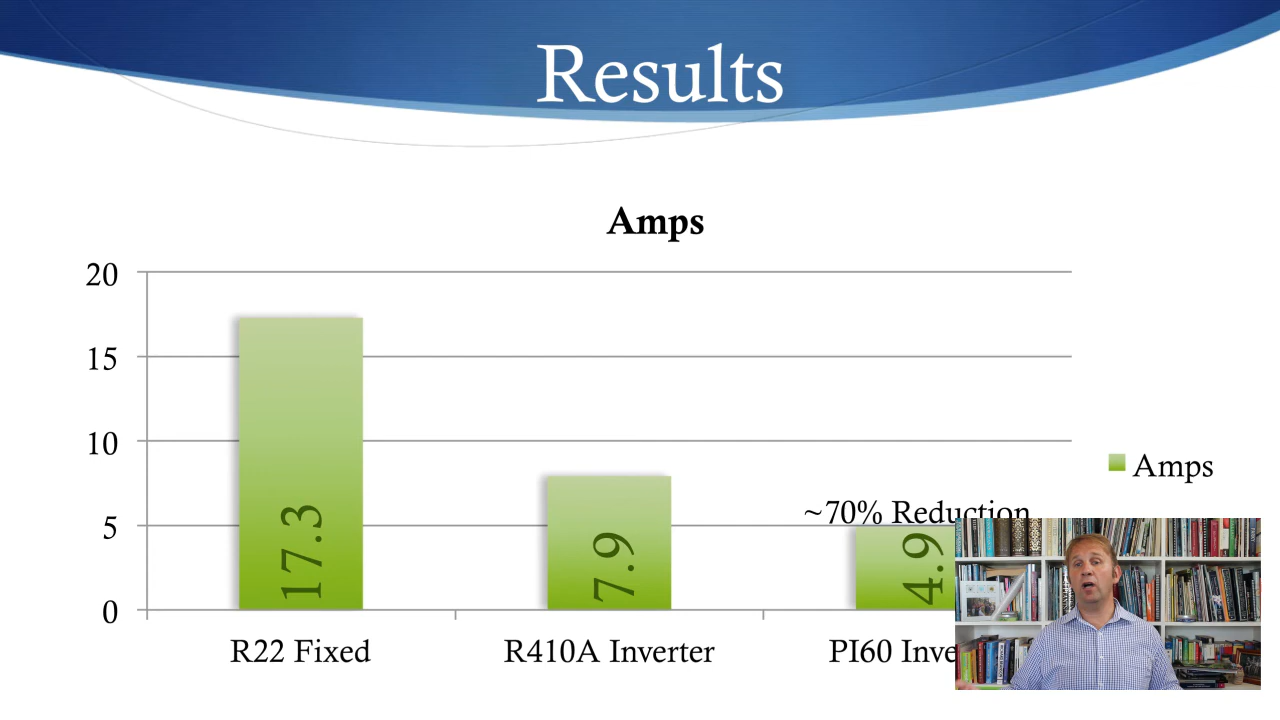 Results
Amps
20
15
10
5
0
17.3
7.9
4.9
~70% Reduction
Amps
R22 Fixed
R410A Inverter
PI60 Inve